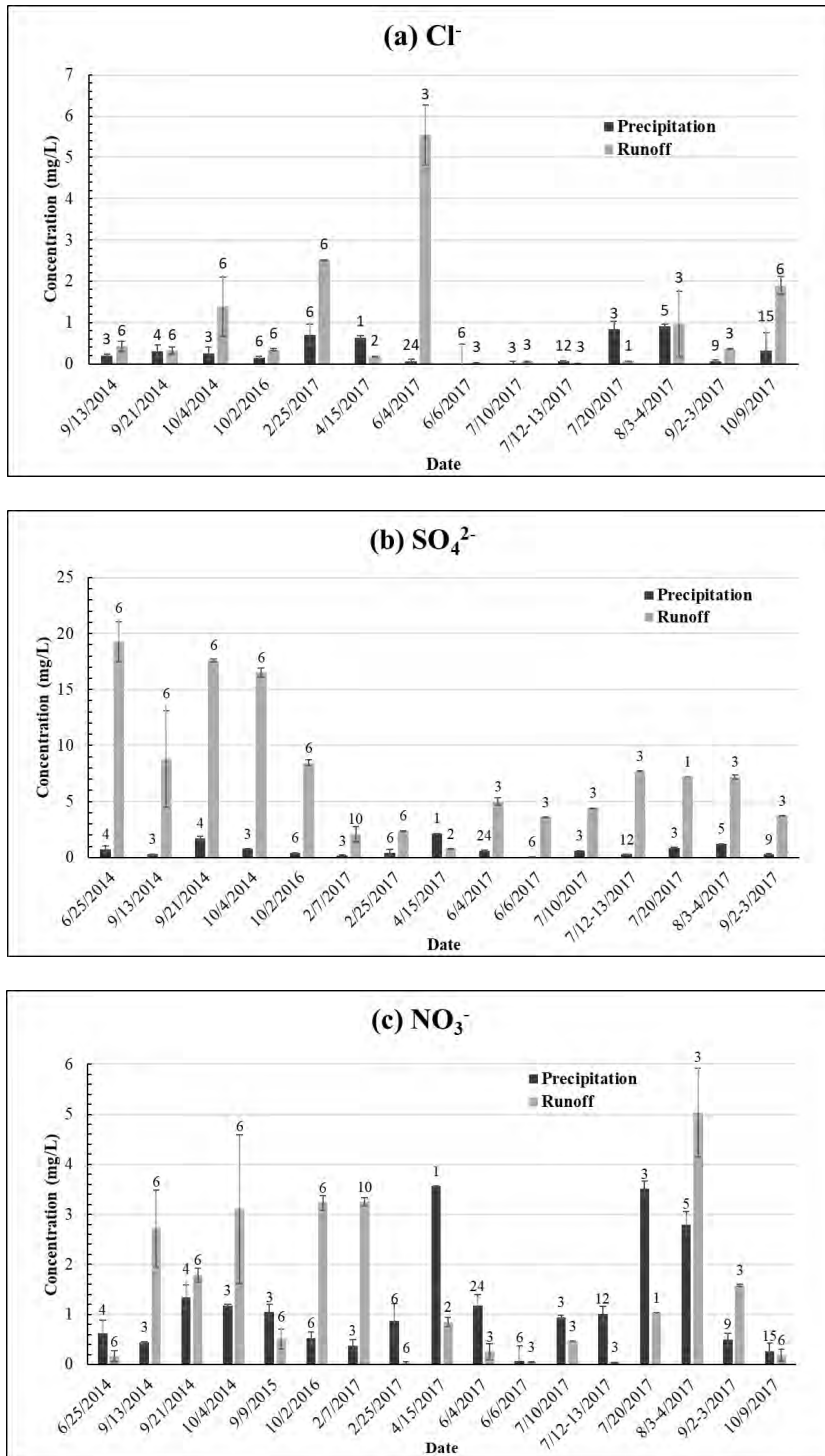 (a) Cl-
7
6
5
4
3
2
1
0
Concentration (mg/L)
Precipitation
Runoff
3 6 4 6 3 6 6 6 6 6 1 2 24 3 6 3 3 3 12 3 3 1 5 3 9 3 15 6
9/13/2014 9/21/2014 10/4/2014 10/2/2016 2/25/2017 4/15/2017 6/4/2017 6/6/2017 7/10/2017 7/12-13/2017 7/20/2017 8/3-4/2017 9/2-3/2017 10/9/2017
Date
(b) SO₄²-
25
20
15
10
5
0
Concentration (mg/L)
Precipitation
Runoff
4 6 3 6 4 6 3 6 6 6 3 10 6 6 1 2 24 3 6 3 3 3 12 3 3 1 5 3 9 3
6/25/2014 9/13/2014 9/21/2014 10/4/2014 10/2/2016 2/7/2017 2/25/2017 4/15/2017 6/4/2017 6/6/2017 7/10/2017 7/12-13/2017 7/20/2017 8/3-4/2017 9/2-3/2017
Date
(c) NO₃-
6
5
4
3
2
1
0
Concentration (mg/L)
Precipitation
Runoff
4 6 3 6 4 6 3 6 3 6 6 6 3 10 6 6 1 2 24 3 6 3 3 3 12 3 3 1 5 3 9 3 15 6
6/25/2014 9/13/2014 9/21/2014 10/4/2014 9/9/2015 10/2/2016 2/7/2017 2/25/2017 4/15/2017 6/4/2017 6/6/2017 7/10/2017 7/12-13/2017 7/20/2017 8/3-4/2017 9/2-3/2017 10/9/2017
Date